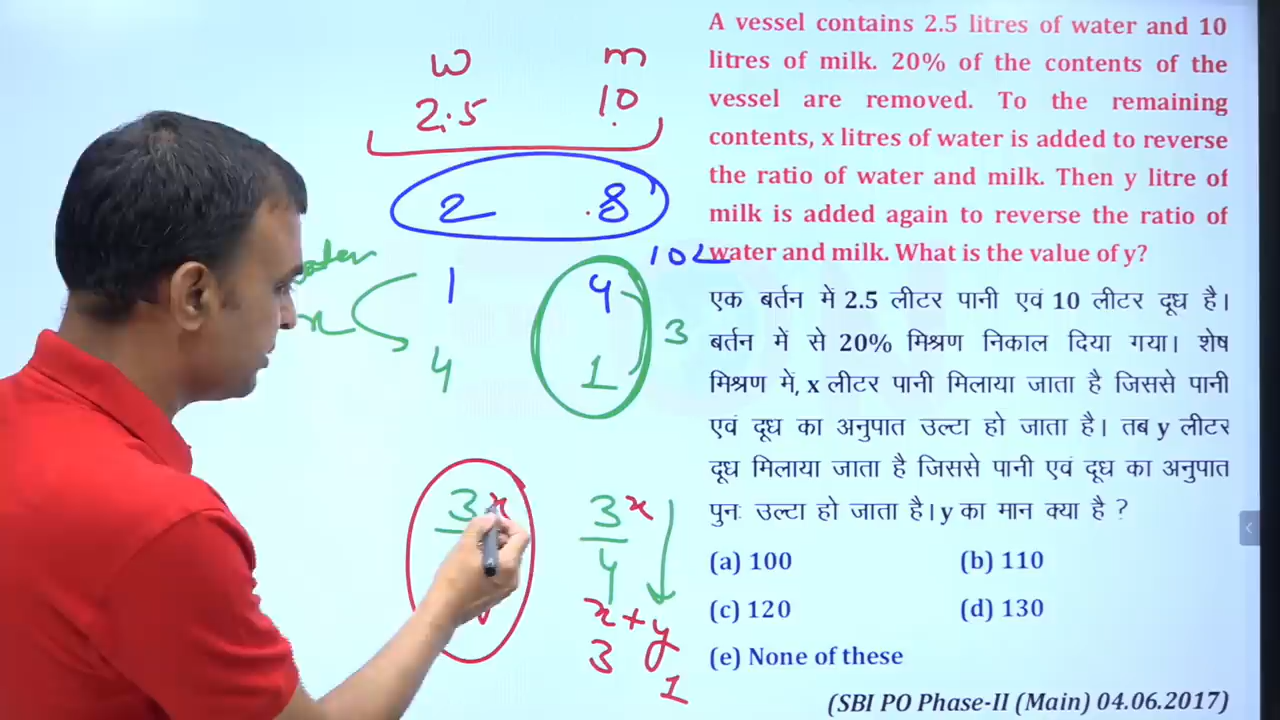 A vessel contains 2.5 litres of water and 10
litres of milk. 20% of the contents of the
vessel are removed. To the remaining
contents, x litres of water is added to reverse
the ratio of water and milk. Then y litre of
milk is added again to reverse the ratio of
water and milk. What is the value of y?
एक बर्तन में 2.5 लीटर पानी एवं 10 लीटर दूध है।
बर्तन में से 20% मिश्रण निकाल दिया गया। शेष
मिश्रण में, x लीटर पानी मिलाया जाता है जिससे पानी
एवं दूध का अनुपात उल्टा हो जाता है। तब y लीटर
दूध मिलाया जाता है जिससे पानी एवं दूध का अनुपात
पुनः उल्टा हो जाता है। y का मान क्या है ?
(a) 100 (b) 110
(c) 120 (d) 130
(e) None of these
(SBI PO Phase-II (Main) 04.06.2017)
w m
2.5 10
2 8
10L
x 1 4
3
4 1
3x 3x
4
x + y
3 1